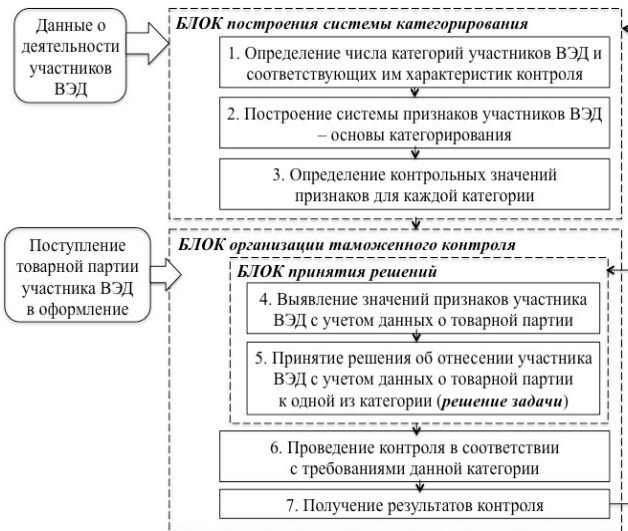 Данные о
деятельности
участников
ВЭД
БЛОК построения системы категорирования
1. Определение числа категорий участников ВЭД и
соответствующих им характеристик контроля
2. Построение системы признаков участников ВЭД
– основы категорирования
3. Определение контрольных значений
признаков для каждой категории
Поступление
товарной партии
участника ВЭД
в оформление
БЛОК организации таможенного контроля
БЛОК принятия решений
4. Выявление значений признаков участника
ВЭД с учетом данных о товарной партии
5. Принятие решения об отнесении участника
ВЭД с учетом данных о товарной партии
к одной из категории (решение задачи)
6. Проведение контроля в соответствии
с требованиями данной категории
7. Получение результатов контроля